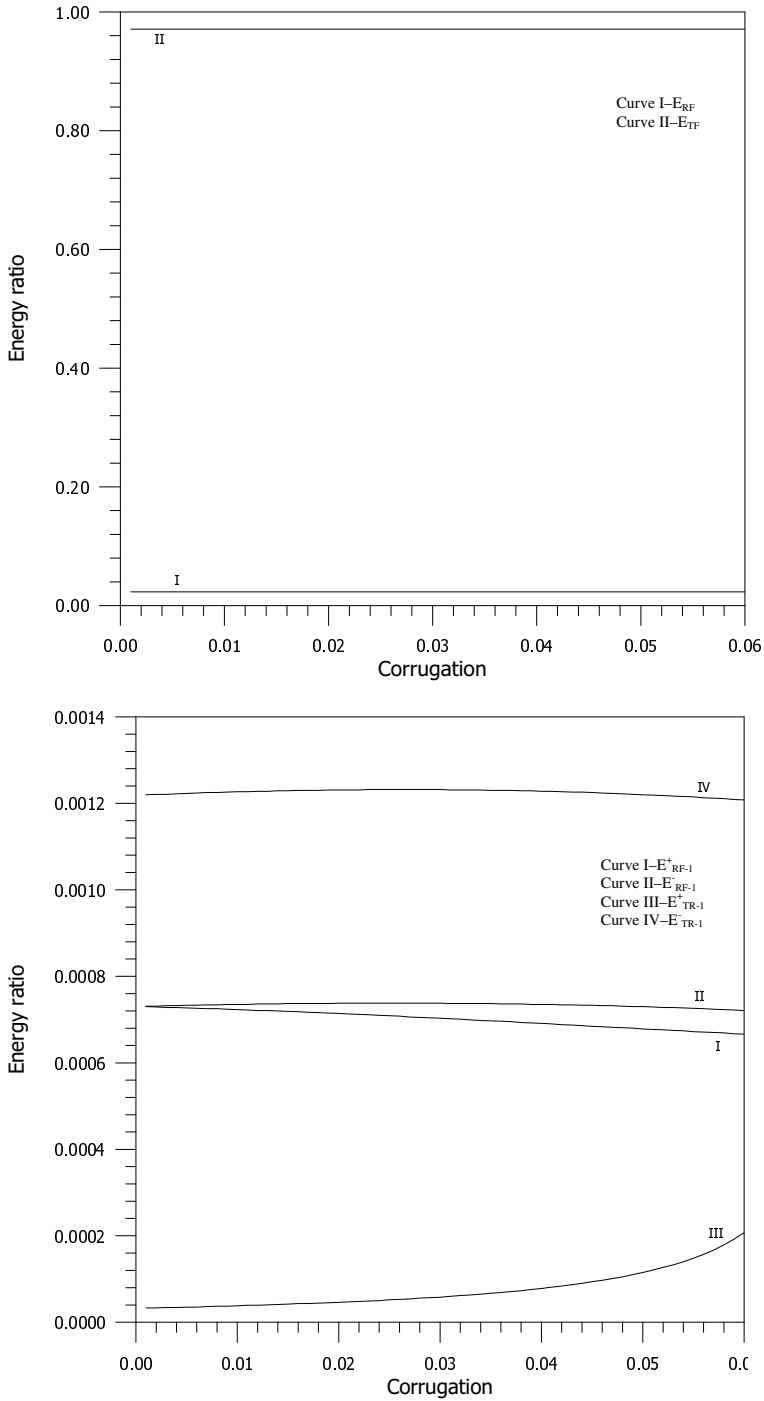 1.00
II
Curve I–E_RF
Curve II–E_TF
0.80
0.60
Energy ratio
0.40
0.20
I
0.00
0.00 0.01 0.02 0.03 0.04 0.05 0.06
Corrugation
0.0014
IV
0.0012
Curve I–E⁺_RF-1
Curve II–E⁻_RF-1
Curve III–E⁺_TR-1
Curve IV–E⁻_TR-1
0.0010
0.0008
II
I
Energy ratio
0.0006
0.0004
III
0.0002
0.0000
0.00 0.01 0.02 0.03 0.04 0.05 0.0
Corrugation